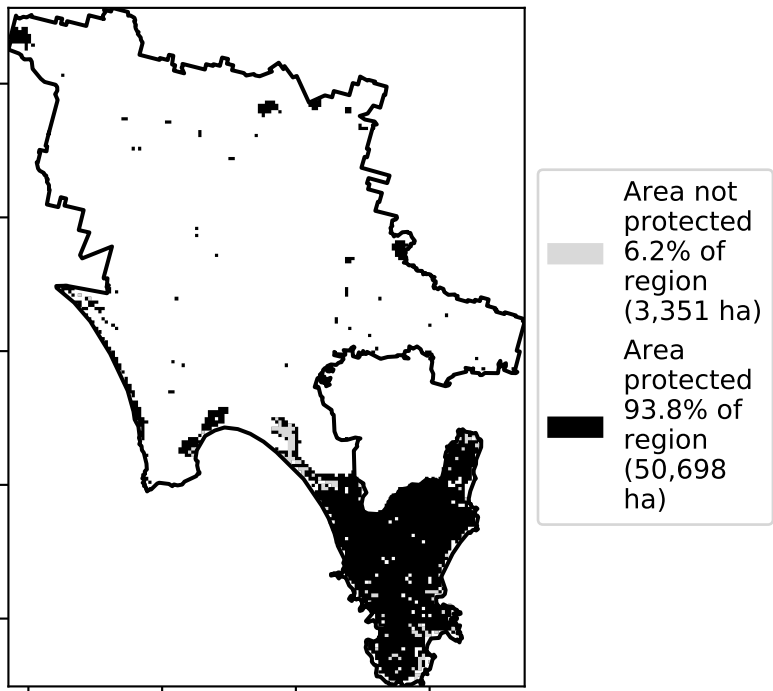 Area not
protected
6.2% of
region
(3,351 ha)
Area
protected
93.8% of
region
(50,698
ha)